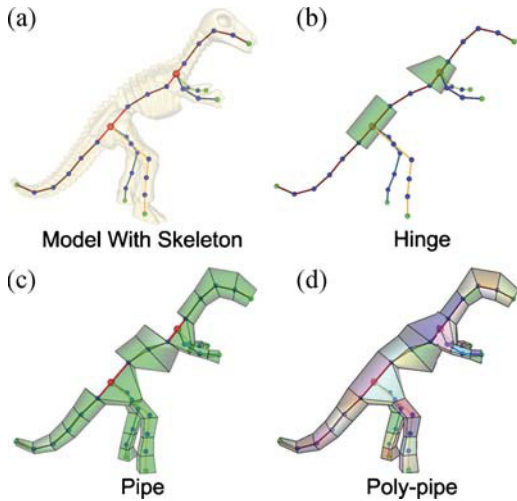 (a)
(b)
Model With Skeleton
Hinge
(c)
(d)
Pipe
Poly-pipe